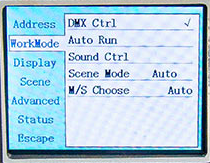 Address
WorkMode
Display
Scene
Advanced
Status
Escape
DMX Ctrl ✓
Auto Run
Sound Ctrl
Scene Mode Auto
M/S Choose Auto